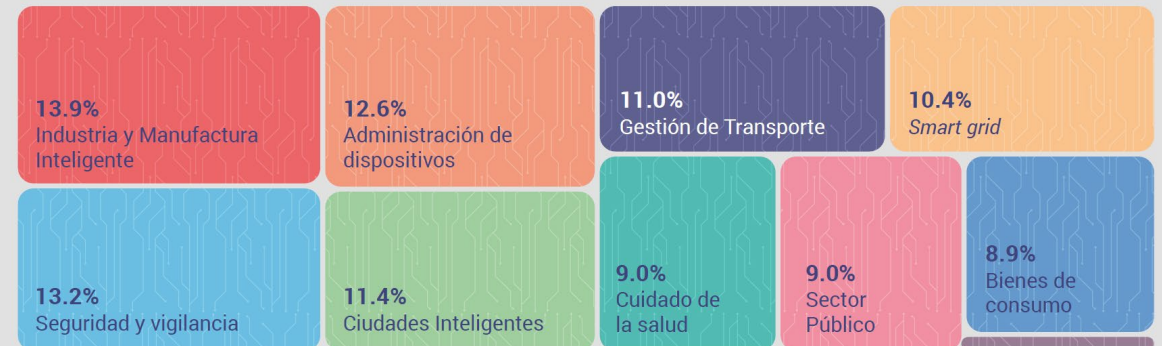 13.9%
Industria y Manufactura
Inteligente
12.6%
Administración de
dispositivos
11.0%
Gestión de Transporte
10.4%
Smart grid
13.2%
Seguridad y vigilancia
11.4%
Ciudades Inteligentes
9.0%
Cuidado de
la salud
9.0%
Sector
Público
8.9%
Bienes de
consumo